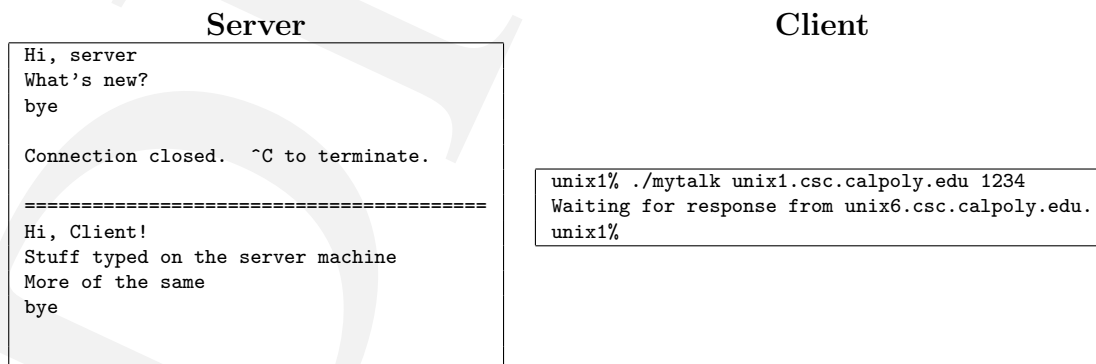 Server
Hi, server
What's new?
bye
Connection closed.  ^C to terminate.
=========================================
Hi, Client!
Stuff typed on the server machine
More of the same
bye
Client
unix1% ./mytalk unix1.csc.calpoly.edu 1234
Waiting for response from unix6.csc.calpoly.edu.
unix1%